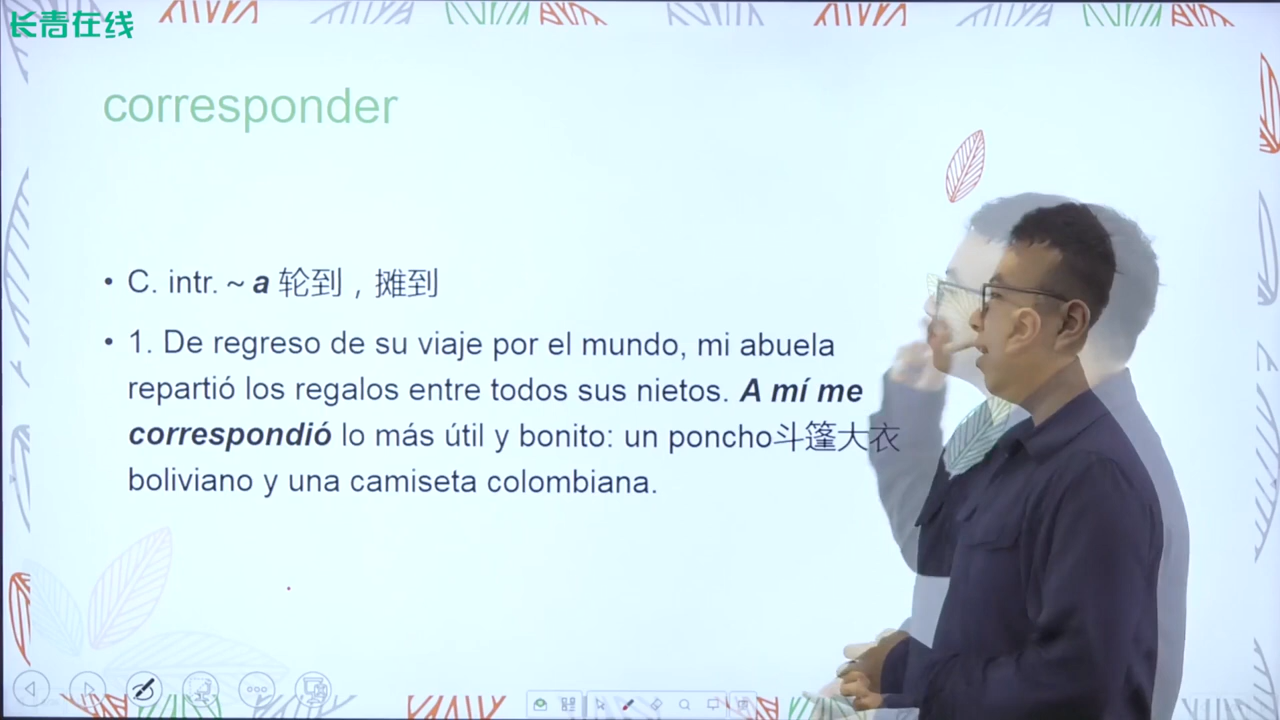 长青在线
corresponder
• C. intr. ~ a 轮到，摊到
• 1. De regreso de su viaje por el mundo, mi abuela
repartió los regalos entre todos sus nietos. A mí me
correspondió lo más útil y bonito: un poncho斗篷大衣
boliviano y una camiseta colombiana.